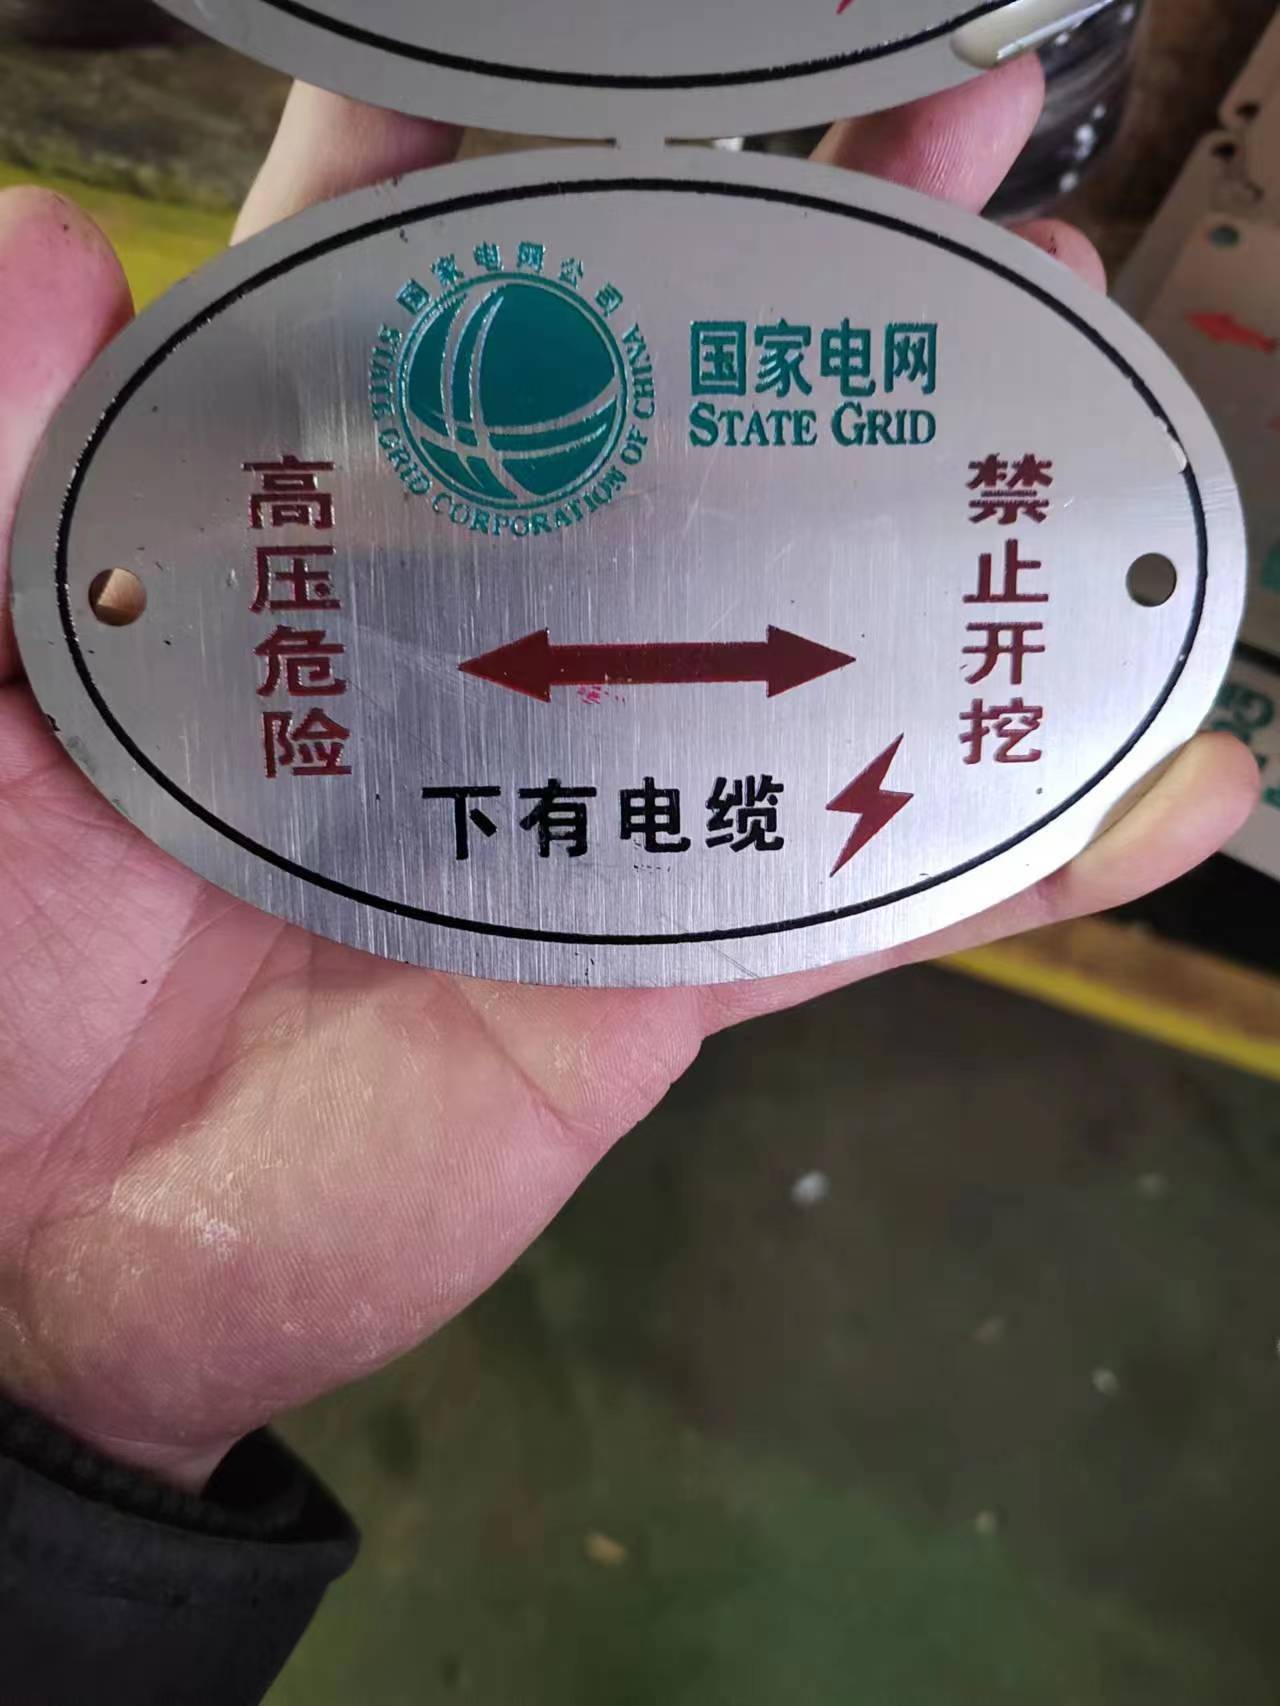 国家电网公司
STATE GRID CORPORATION OF CHINA
国家电网
STATE GRID
高压危险
禁止开挖
下有电缆